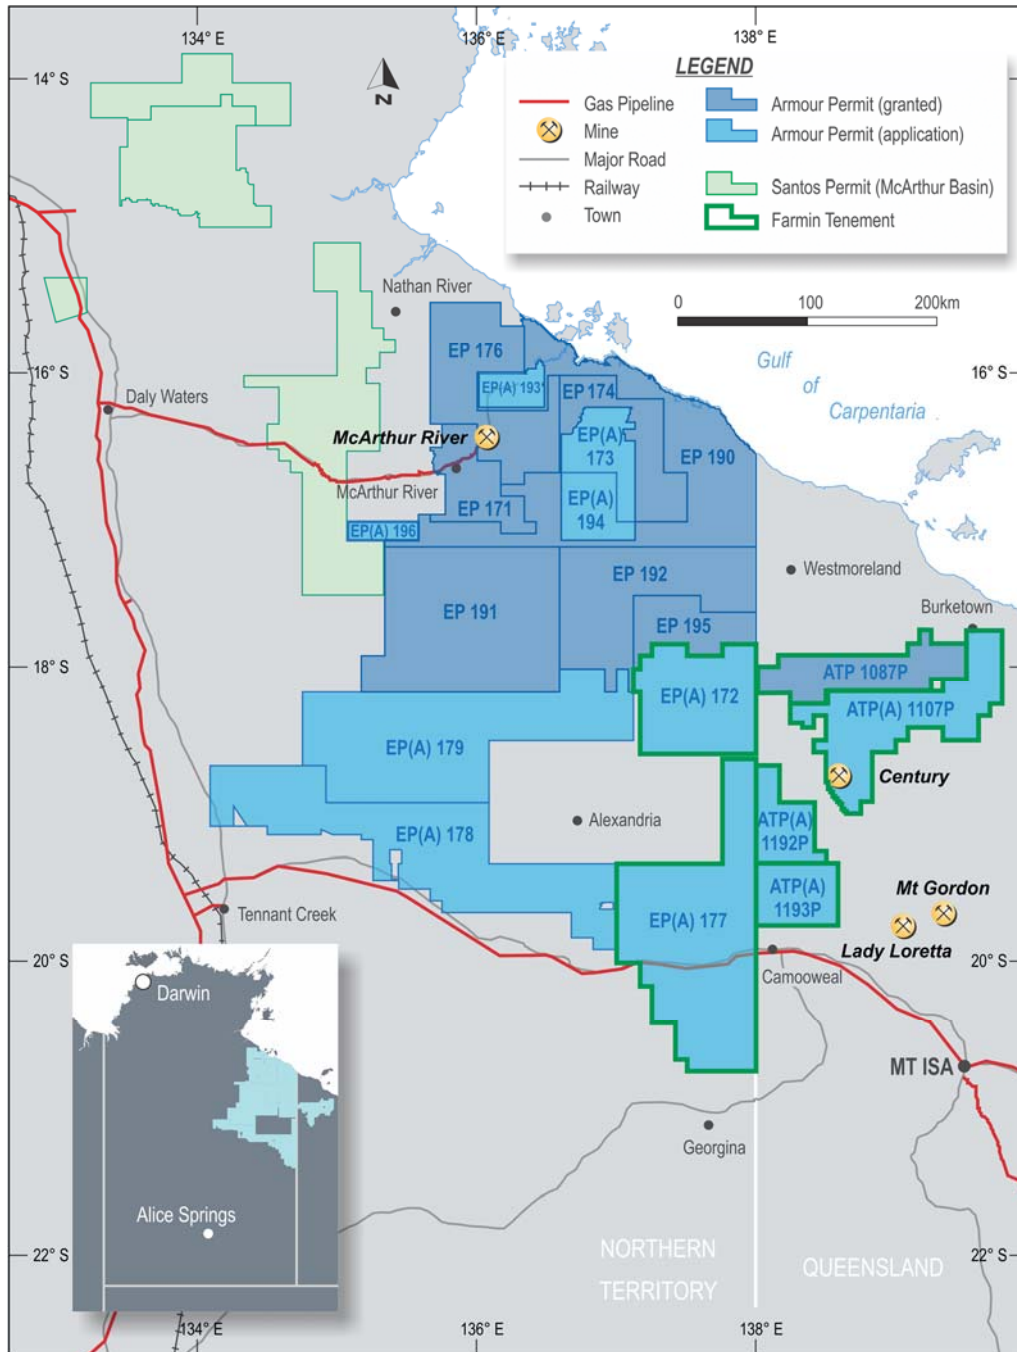 134° E
136° E
138° E
14° S
N
LEGEND
Gas Pipeline
Mine
Major Road
Railway
Town
Armour Permit (granted)
Armour Permit (application)
Santos Permit (McArthur Basin)
Farmin Tenement
0 100 200km
Nathan River
16° S
16° S
Gulf
of
Carpentaria
EP 176
EP(A) 193*
EP 174
Daly Waters
McArthur River
EP(A)
173
EP 190
McArthur River
EP 171
EP(A)
194
EP(A) 196
EP 192
Westmoreland
EP 191
EP 195
Burketown
18° S
18° S
ATP 1087P
EP(A) 172
ATP(A) 1107P
EP(A) 179
Century
Alexandria
EP(A) 178
ATP(A)
1192P
Mt Gordon
ATP(A)
1193P
EP(A) 177
Tennant Creek
Lady Loretta
20° S
20° S
Camooweal
Darwin
MT ISA
Georgina
Alice Springs
NORTHERN
TERRITORY
QUEENSLAND
22° S
22° S
134° E
136° E
138° E